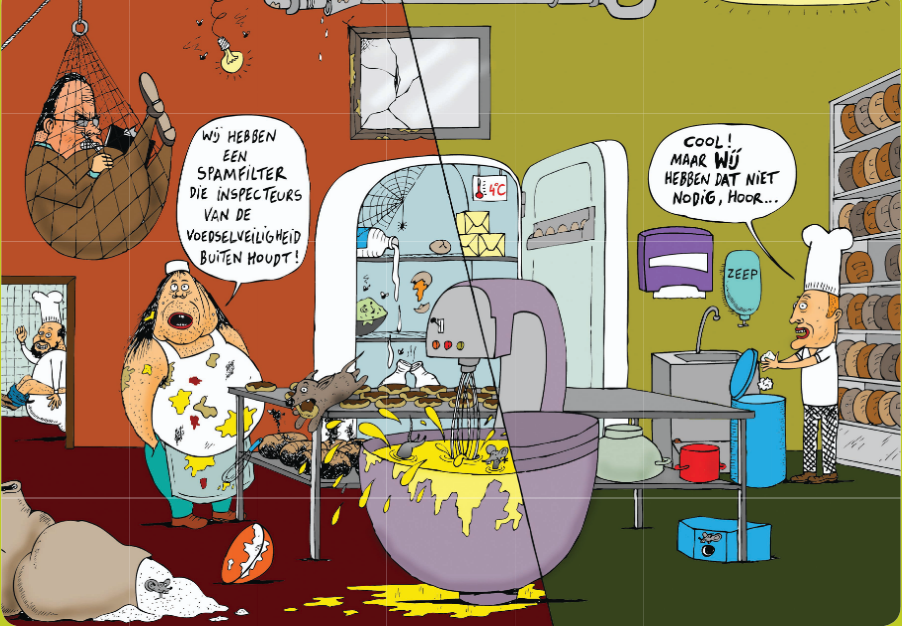 WIJ HEBBEN
EEN
SPAMFILTER
DIE INSPECTEURS
VAN DE
VOEDSELVEILIGHEID
BUITEN HOUDT!
COOL!
MAAR WIJ
HEBBEN DAT NIET
NODIG, HOOR...
4°C
ZEEP